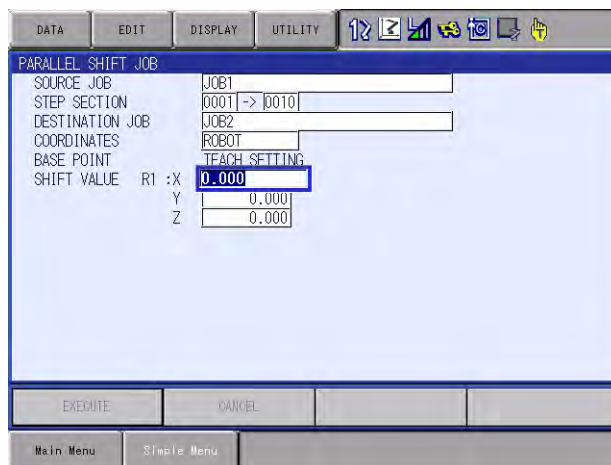 DATA EDIT DISPLAY UTILITY
PARALLEL SHIFT JOB
SOURCE JOB JOB1
STEP SECTION 0001 -> 0010
DESTINATION JOB JOB2
COORDINATES ROBOT
BASE POINT TEACH SETTING
SHIFT VALUE R1 :X 0.000
Y 0.000
Z 0.000
EXECUTE CANCEL
Main Menu Simple Menu